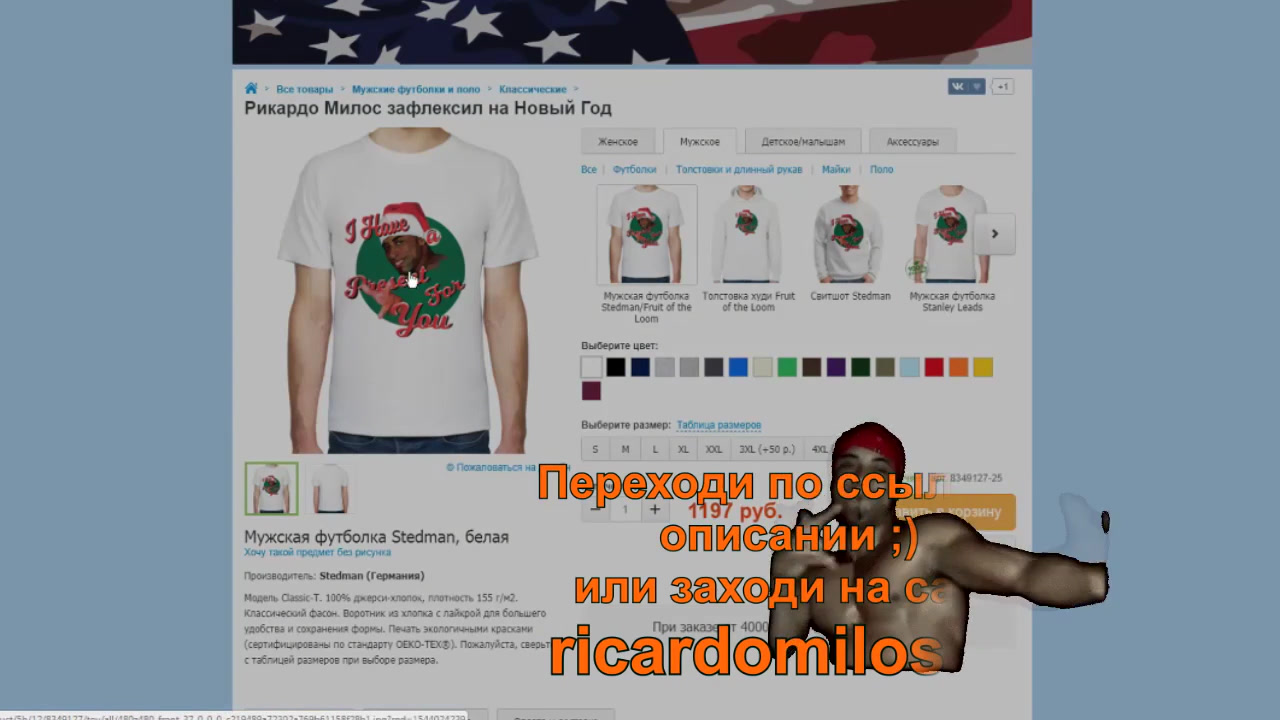 Все товары > Мужские футболки и поло > Классические >
+1
Рикардо Милос зафлексил на Новый Год
Женское Мужское Детское/малышам Аксессуары
Все | Футболки | Толстовки и длинный рукав | Майки | Поло
I Have a
Present
For
You
Мужская футболка
Stedman/Fruit of the
Loom
Толстовка худи Fruit
of the Loom
Свитшот Stedman
Мужская футболка
Stanley Leads
Выберите цвет:
Выберите размер: Таблица размеров
S M L XL XXL 3XL (+50 р.) 4XL
© Пожаловаться на
8349127-25
− 1 + 1197 руб.
авить в корзину
Переходи по ссыл
описании ;)
или заходи на са
ricardomilos
При заказе от 4000
Мужская футболка Stedman, белая
Хочу такой предмет без рисунка
Производитель: Stedman (Германия)
Модель Classic-T. 100% джерси-хлопок, плотность 155 г/м2.
Классический фасон. Воротник из хлопка с лайкрой для большего
удобства и сохранения формы. Печать экологичными красками
(сертифицированы по стандарту OEKO-TEX®). Пожалуйста, сверьт
с таблицей размеров при выборе размера.